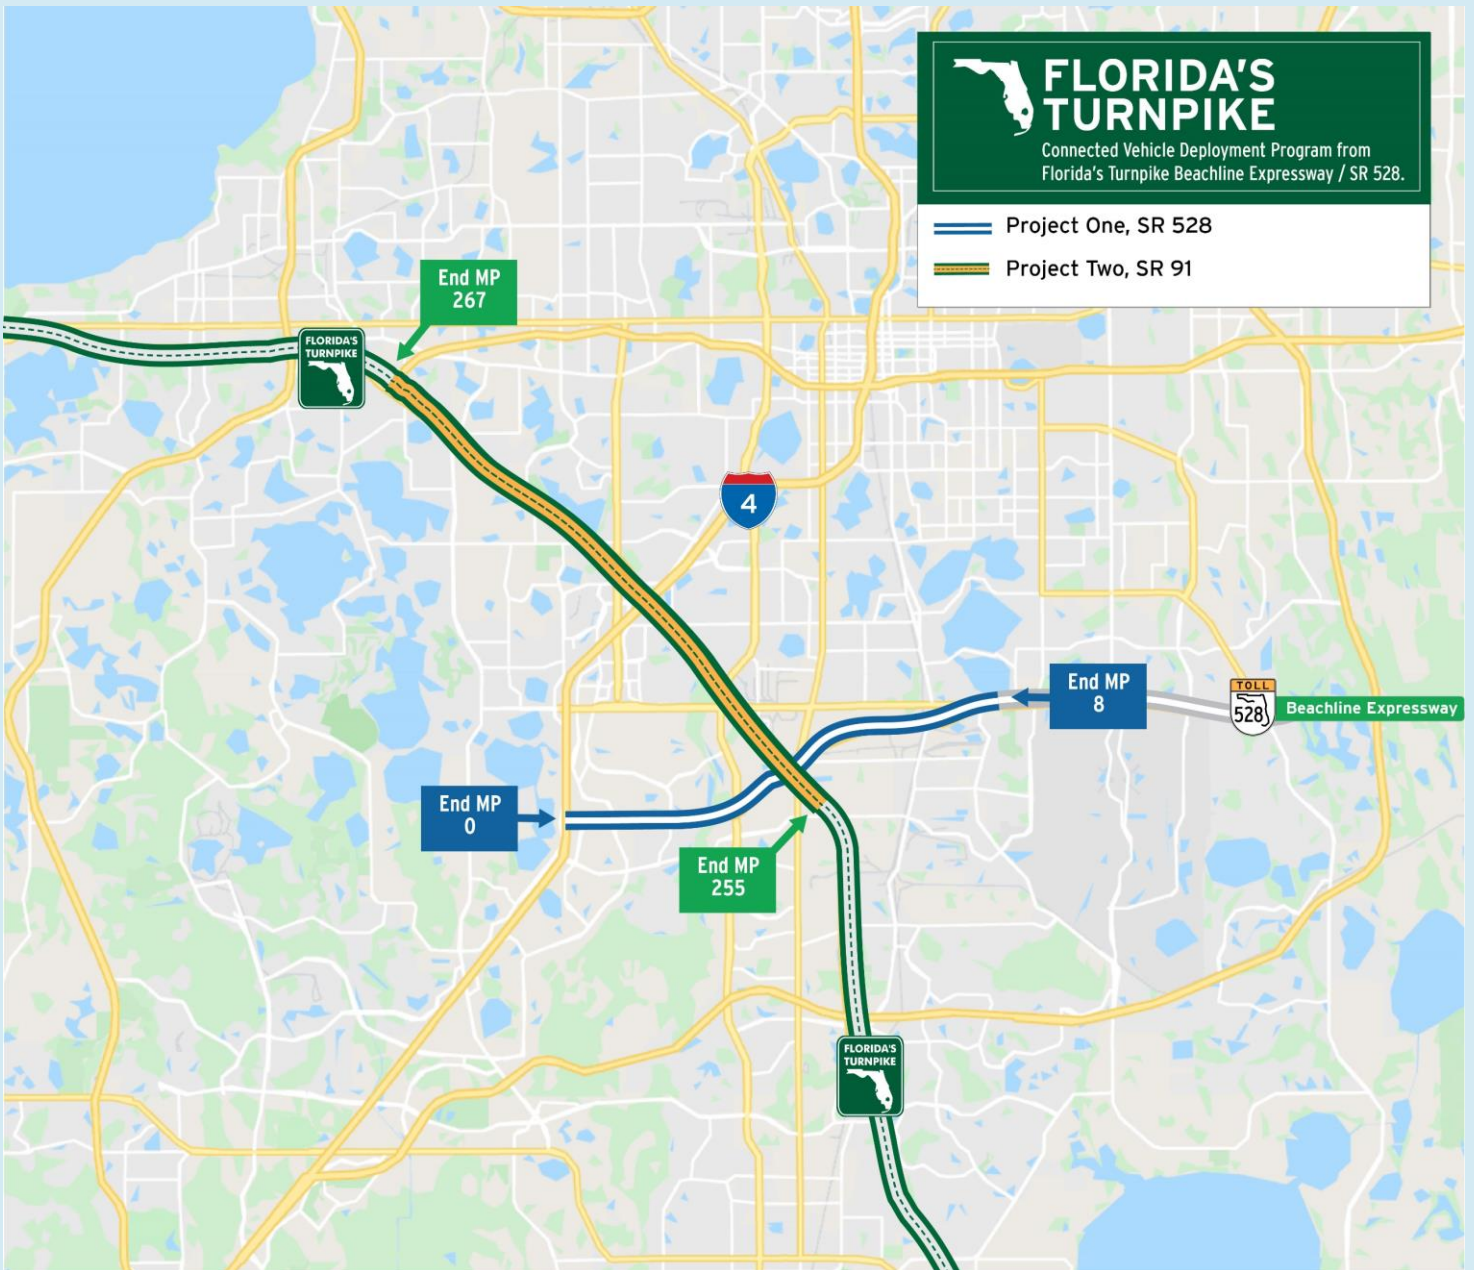 FLORIDA'S
TURNPIKE
Connected Vehicle Deployment Program from
Florida's Turnpike Beachline Expressway / SR 528.
Project One, SR 528
Project Two, SR 91
End MP
267
FLORIDA'S
TURNPIKE
4
End MP
8
TOLL
528
Beachline Expressway
End MP
0
End MP
255
FLORIDA'S
TURNPIKE